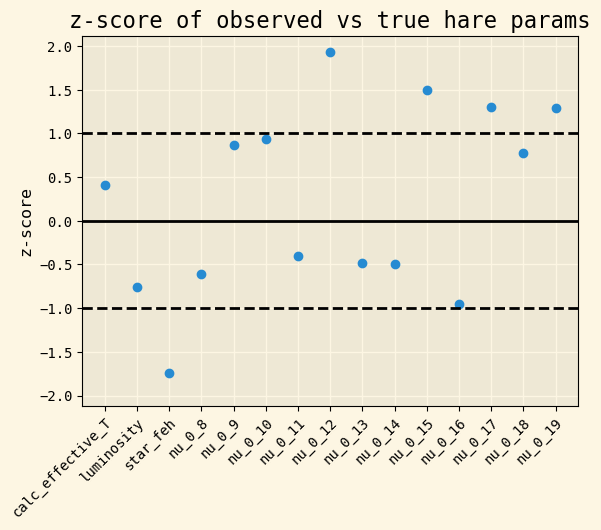 z-score of observed vs true hare params
z-score
2.0
1.5
1.0
0.5
0.0
−0.5
−1.0
−1.5
−2.0
calc_effective_T
luminosity
star_feh
nu_0_8
nu_0_9
nu_0_10
nu_0_11
nu_0_12
nu_0_13
nu_0_14
nu_0_15
nu_0_16
nu_0_17
nu_0_18
nu_0_19